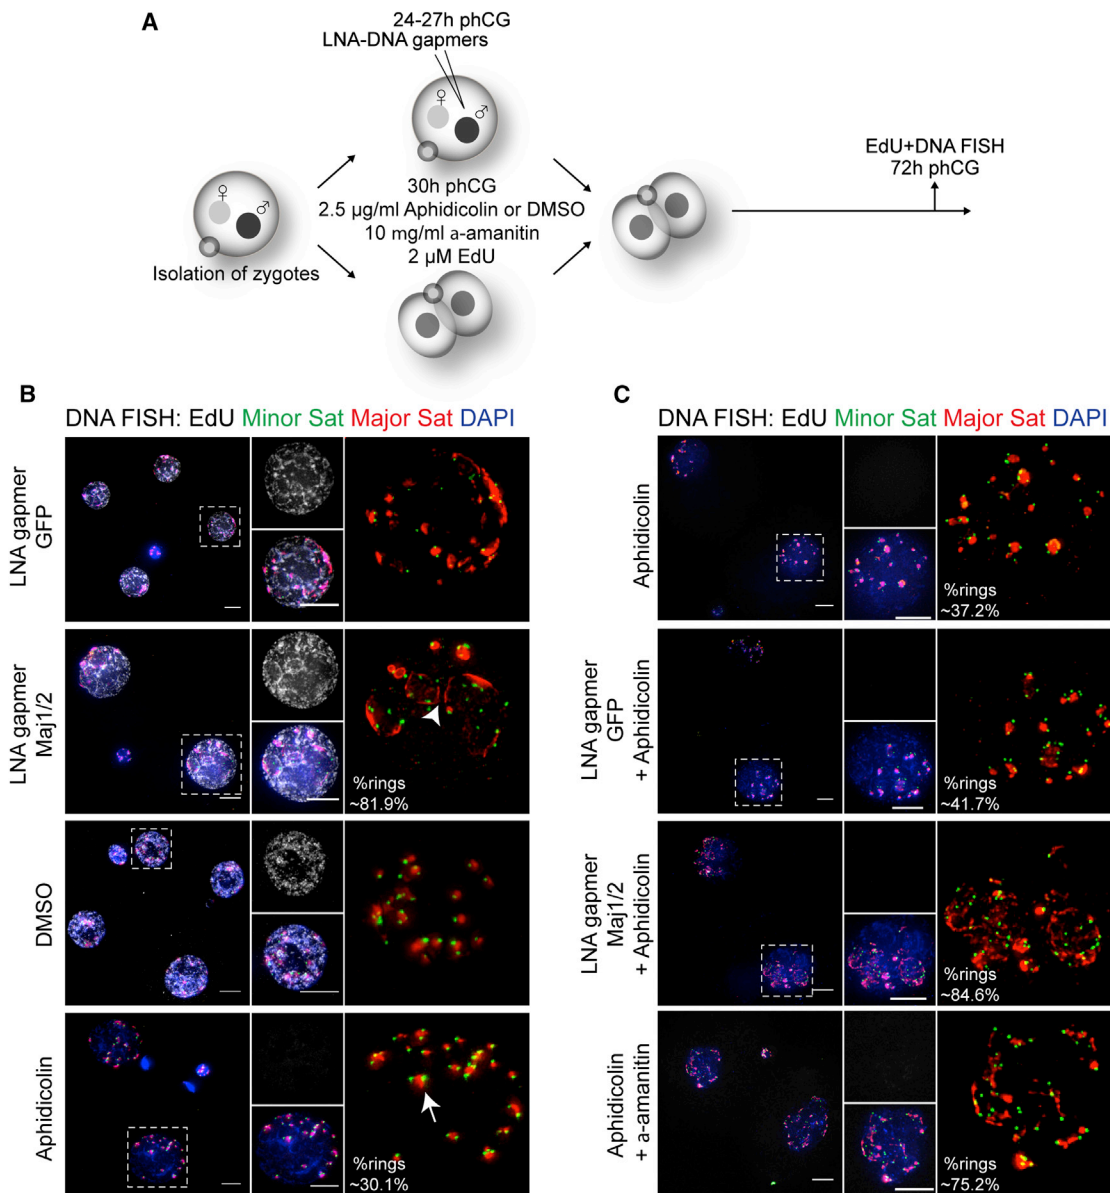 A
24-27h phCG
LNA-DNA gapmers
♀
♂
♀
♂
Isolation of zygotes
30h phCG
2.5 µg/ml Aphidicolin or DMSO
10 mg/ml a-amanitin
2 µM EdU
EdU+DNA FISH
72h phCG
B
DNA FISH: EdU Minor Sat Major Sat DAPI
LNA gapmer
GFP
LNA gapmer
Maj1/2
%rings
~81.9%
DMSO
Aphidicolin
%rings
~30.1%
C
DNA FISH: EdU Minor Sat Major Sat DAPI
Aphidicolin
%rings
~37.2%
LNA gapmer
GFP
+ Aphidicolin
%rings
~41.7%
LNA gapmer
Maj1/2
+ Aphidicolin
%rings
~84.6%
Aphidicolin
+ a-amanitin
%rings
~75.2%